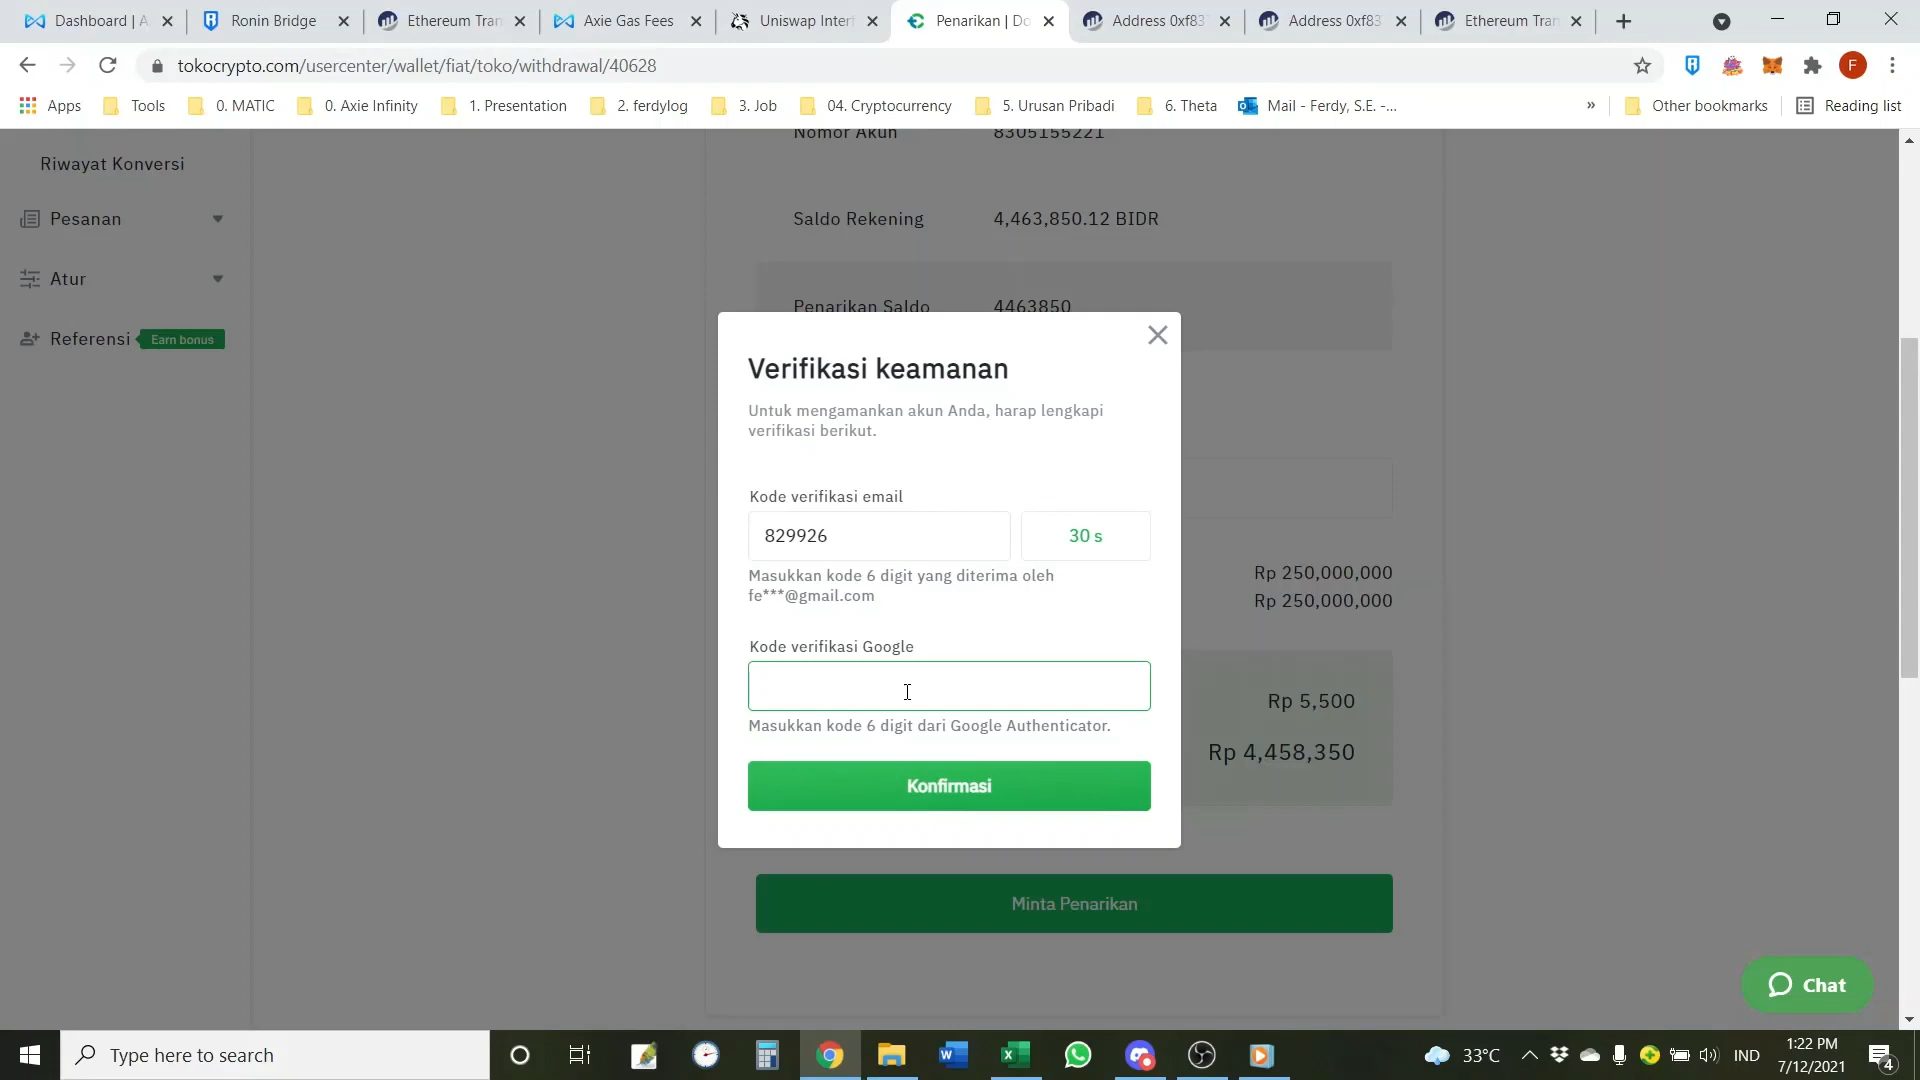 Dashboard | A
Ronin Bridge
Ethereum Tran
Axie Gas Fees
Uniswap Interf
Penarikan | Do
Address 0xf837
Address 0xf83
Ethereum Tran
tokocrypto.com/usercenter/wallet/fiat/toko/withdrawal/40628
F
Apps
Tools
0. MATIC
0. Axie Infinity
1. Presentation
2. ferdylog
3. Job
04. Cryptocurrency
5. Urusan Pribadi
6. Theta
Mail - Ferdy, S.E. -...
»
Other bookmarks
Reading list
Riwayat Konversi
Pesanan
Atur
Referensi
Earn bonus
Nomor Akun
8305155221
Saldo Rekening
4,463,850.12 BIDR
Penarikan Saldo
4463850
Verifikasi keamanan
Untuk mengamankan akun Anda, harap lengkapi
verifikasi berikut.
Kode verifikasi email
829926
30 s
Masukkan kode 6 digit yang diterima oleh
fe***@gmail.com
Kode verifikasi Google
Masukkan kode 6 digit dari Google Authenticator.
Konfirmasi
Rp 250,000,000
Rp 250,000,000
Rp 5,500
Rp 4,458,350
Minta Penarikan
Chat
Type here to search
33°C
IND
1:22 PM
7/12/2021
4